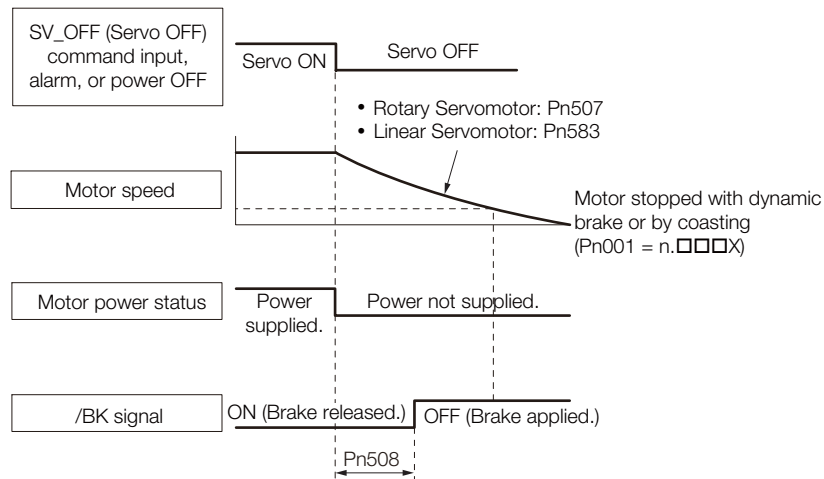 SV_OFF (Servo OFF)
command input,
alarm, or power OFF
Servo ON
Servo OFF
• Rotary Servomotor: Pn507
• Linear Servomotor: Pn583
Motor speed
Motor stopped with dynamic
brake or by coasting
(Pn001 = n.□□□X)
Motor power status
Power
supplied.
Power not supplied.
/BK signal
ON (Brake released.)
OFF (Brake applied.)
Pn508